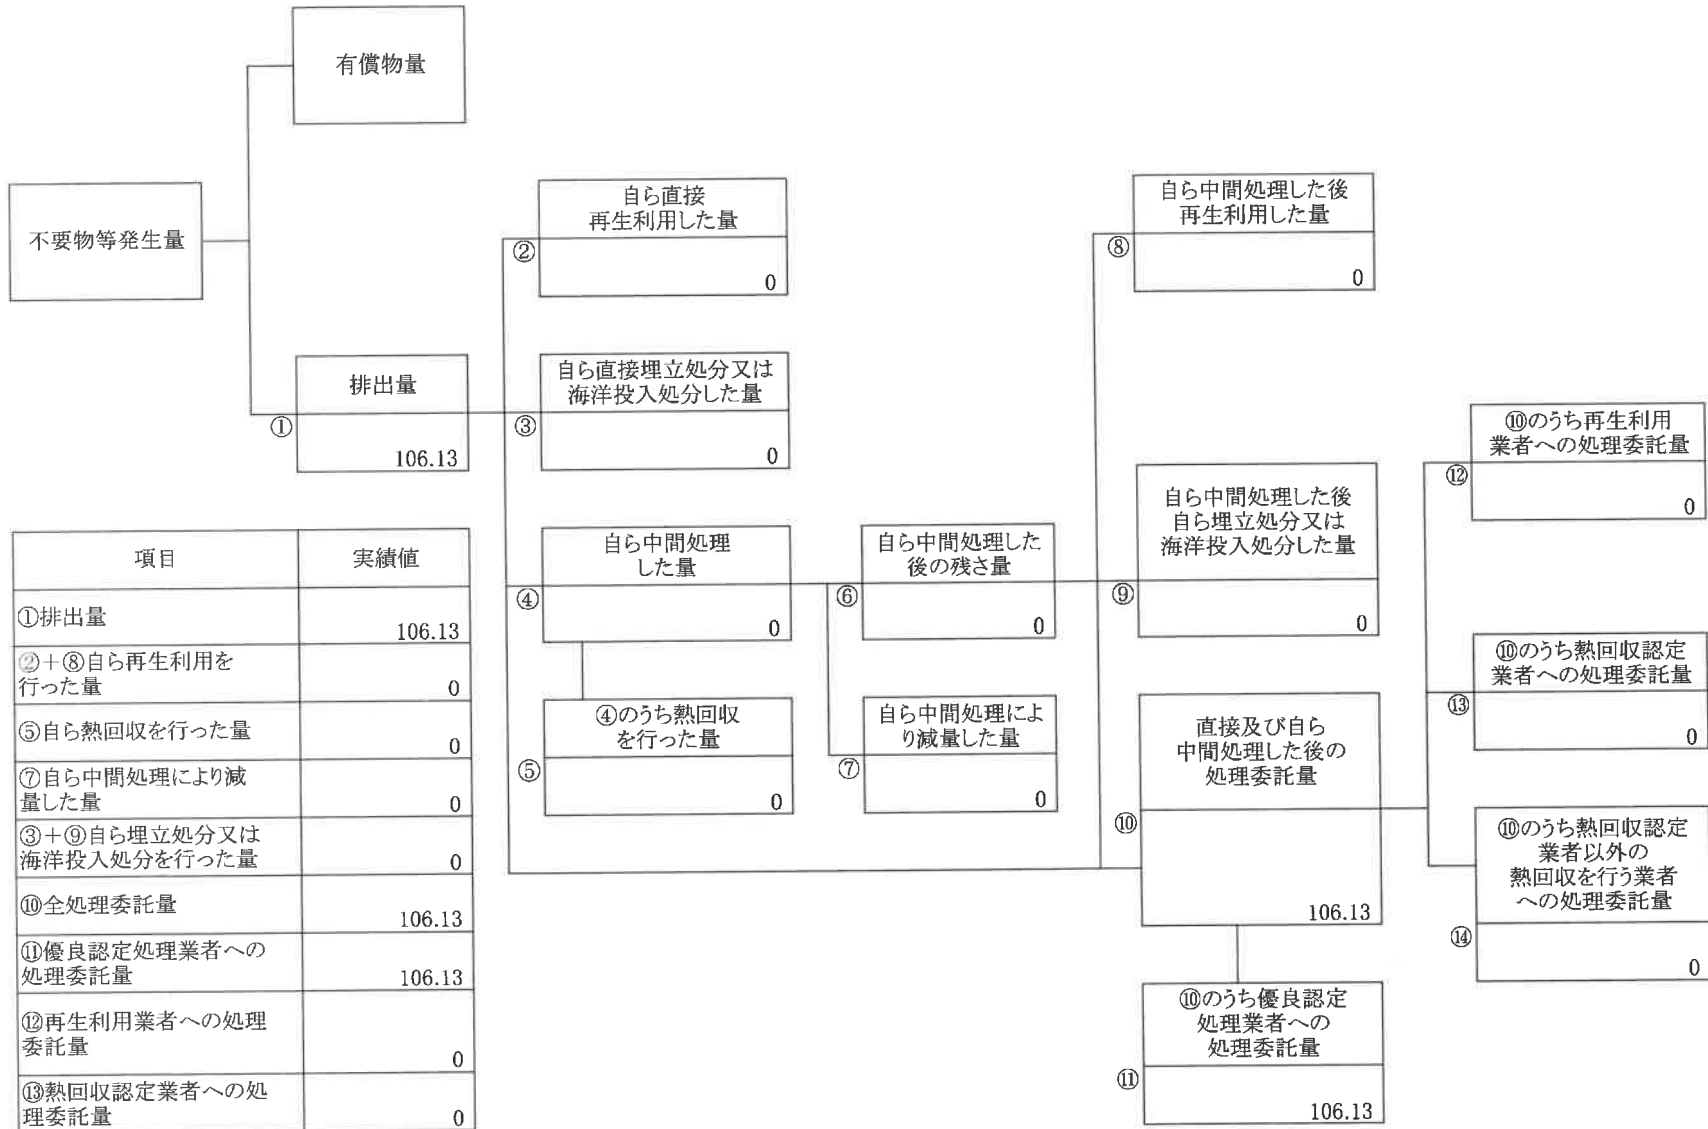 有償物量
不要物等発生量
①
排出量
106.13
②
自ら直接
再生利用した量
0
③
自ら直接埋立処分又は
海洋投入処分した量
0
④
自ら中間処理
した量
0
⑤
④のうち熱回収
を行った量
0
⑥
自ら中間処理した
後の残さ量
0
⑦
自ら中間処理によ
り減量した量
0
⑧
自ら中間処理した後
再生利用した量
0
⑨
自ら中間処理した後
自ら埋立処分又は
海洋投入処分した量
0
⑩
直接及び自ら
中間処理した後の
処理委託量
106.13
⑪
⑩のうち優良認定
処理業者への
処理委託量
106.13
⑫
⑩のうち再生利用
業者への処理委託量
0
⑬
⑩のうち熱回収認定
業者への処理委託量
0
⑭
⑩のうち熱回収認定
業者以外の
熱回収を行う業者
への処理委託量
0
項目 実績値
①排出量
106.13
②+⑧自ら再生利用を
行った量 0
⑤自ら熱回収を行った量
0
⑦自ら中間処理により減
量した量 0
③+⑨自ら埋立処分又は
海洋投入処分を行った量 0
⑩全処理委託量
106.13
⑪優良認定処理業者への
処理委託量 106.13
⑫再生利用業者への処理
委託量 0
⑬熱回収認定業者への処
理委託量 0